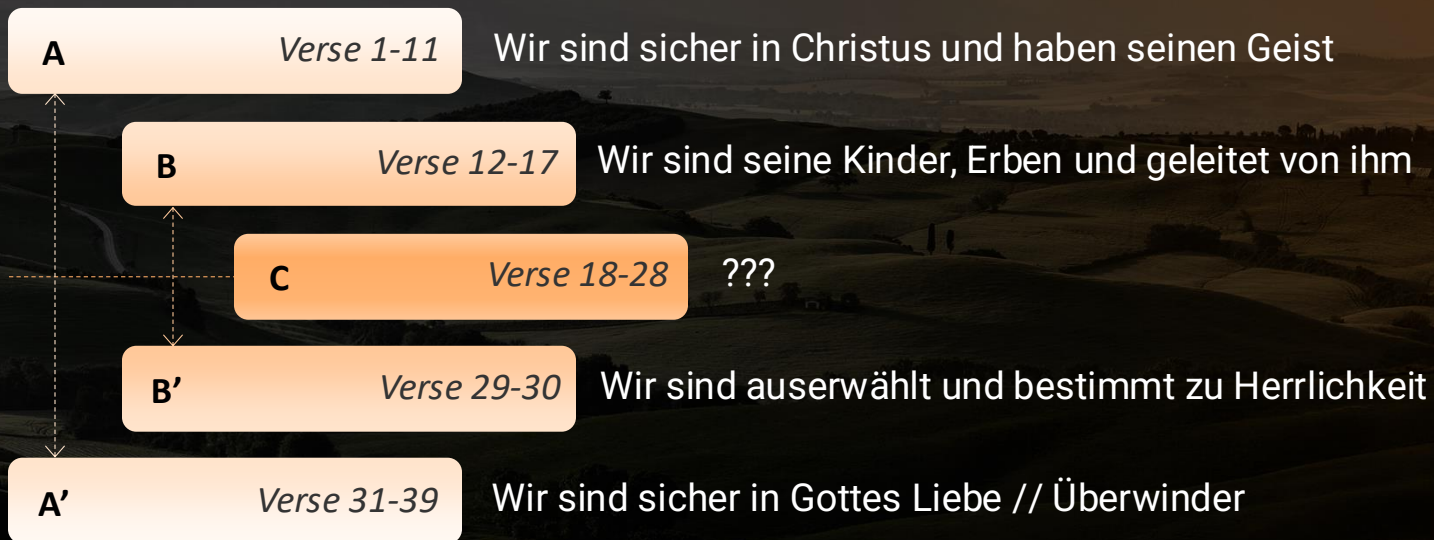 A Verse 1-11 Wir sind sicher in Christus und haben seinen Geist
B Verse 12-17 Wir sind seine Kinder, Erben und geleitet von ihm
C Verse 18-28 ???
B’ Verse 29-30 Wir sind auserwählt und bestimmt zu Herrlichkeit
A’ Verse 31-39 Wir sind sicher in Gottes Liebe // Überwinder